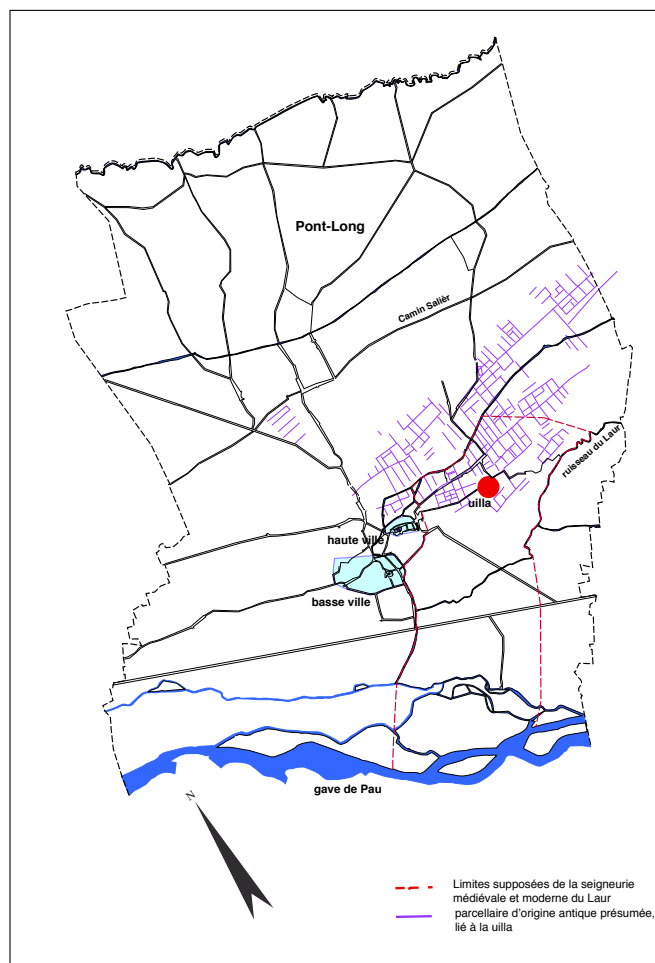 Pont-Long
Camin Salièr
ruisseau du Laur
uilla
haute ville
basse ville
gave de Pau
N
Limites supposées de la seigneurie
médiévale et moderne du Laur
parcellaire d'origine antique présumée,
lié à la uilla